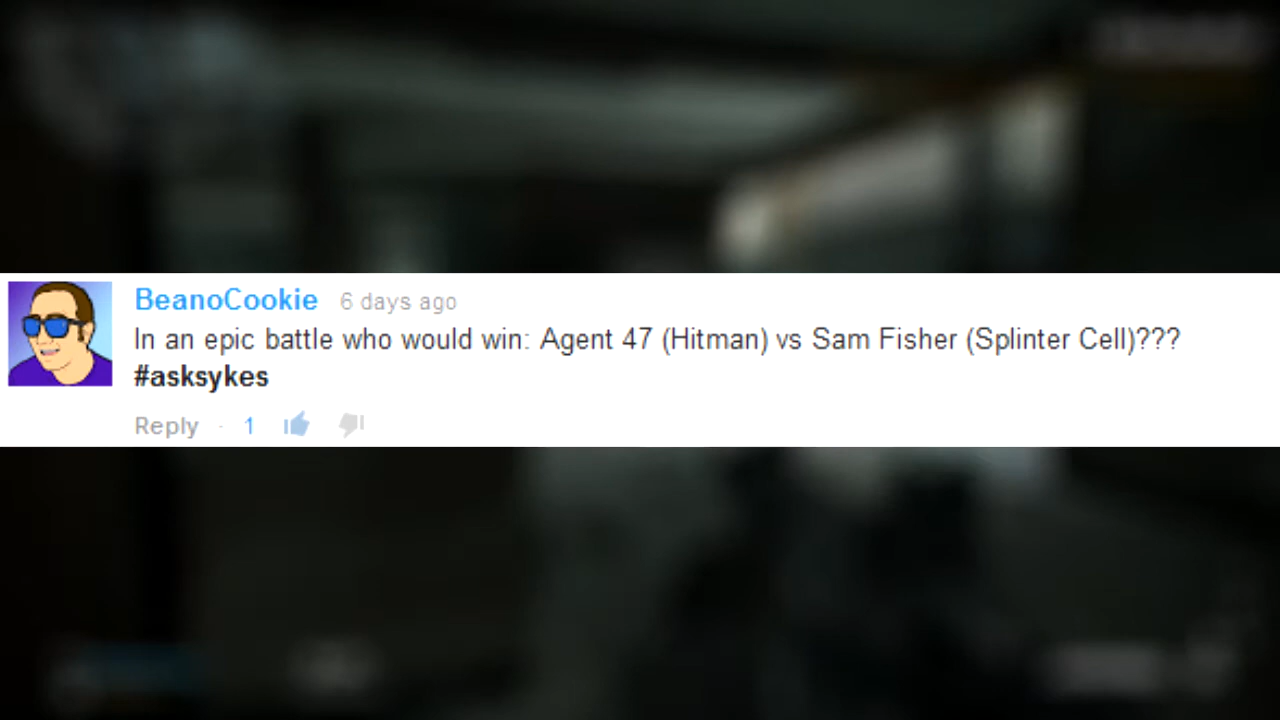 BeanoCookie 6 days ago
In an epic battle who would win: Agent 47 (Hitman) vs Sam Fisher (Splinter Cell)???
#asksykes
Reply · 1